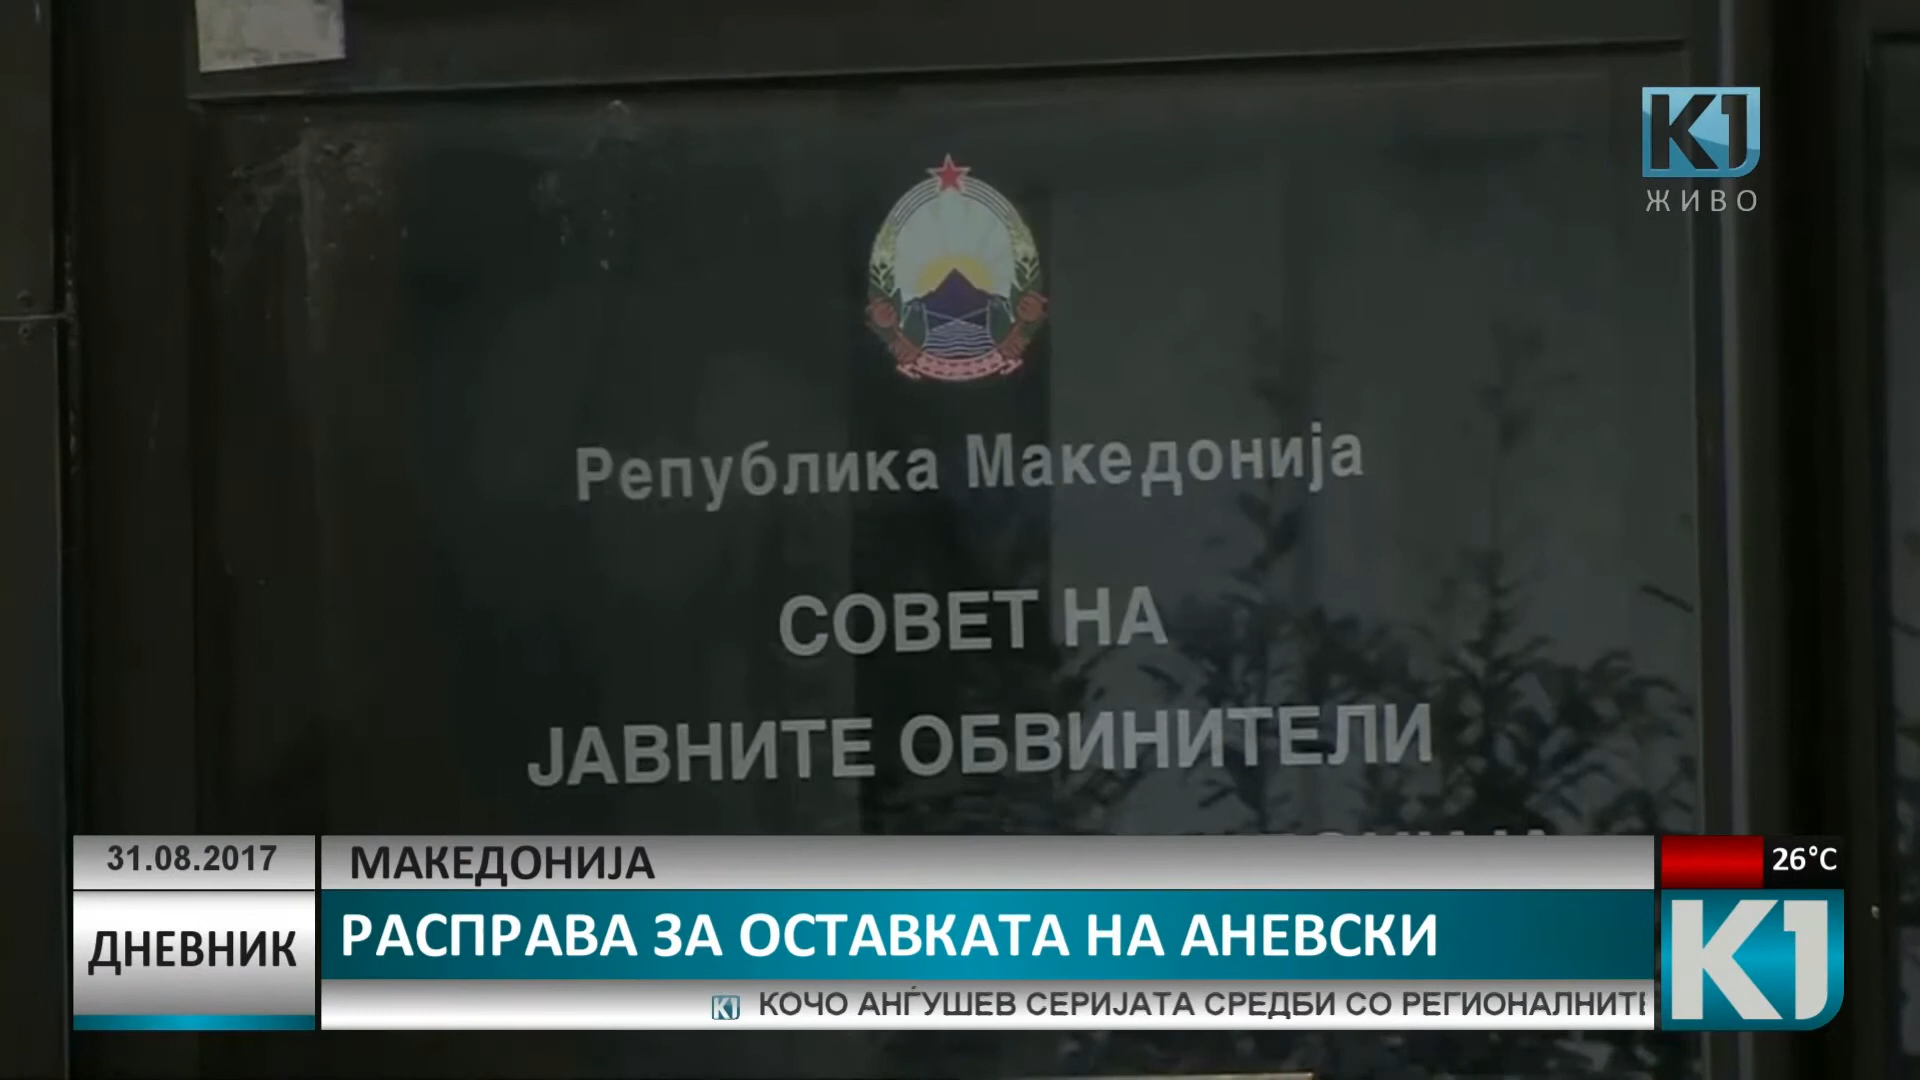 К1
ЖИВО
Република Македонија
СОВЕТ НА
ЈАВНИТЕ ОБВИНИТЕЛИ
31.08.2017
МАКЕДОНИЈА
26°C
ДНЕВНИК
РАСПРАВА ЗА ОСТАВКАТА НА АНЕВСКИ
К1
К1 КОЧО АНЃУШЕВ СЕРИЈАТА СРЕДБИ СО РЕГИОНАЛНИТЕ